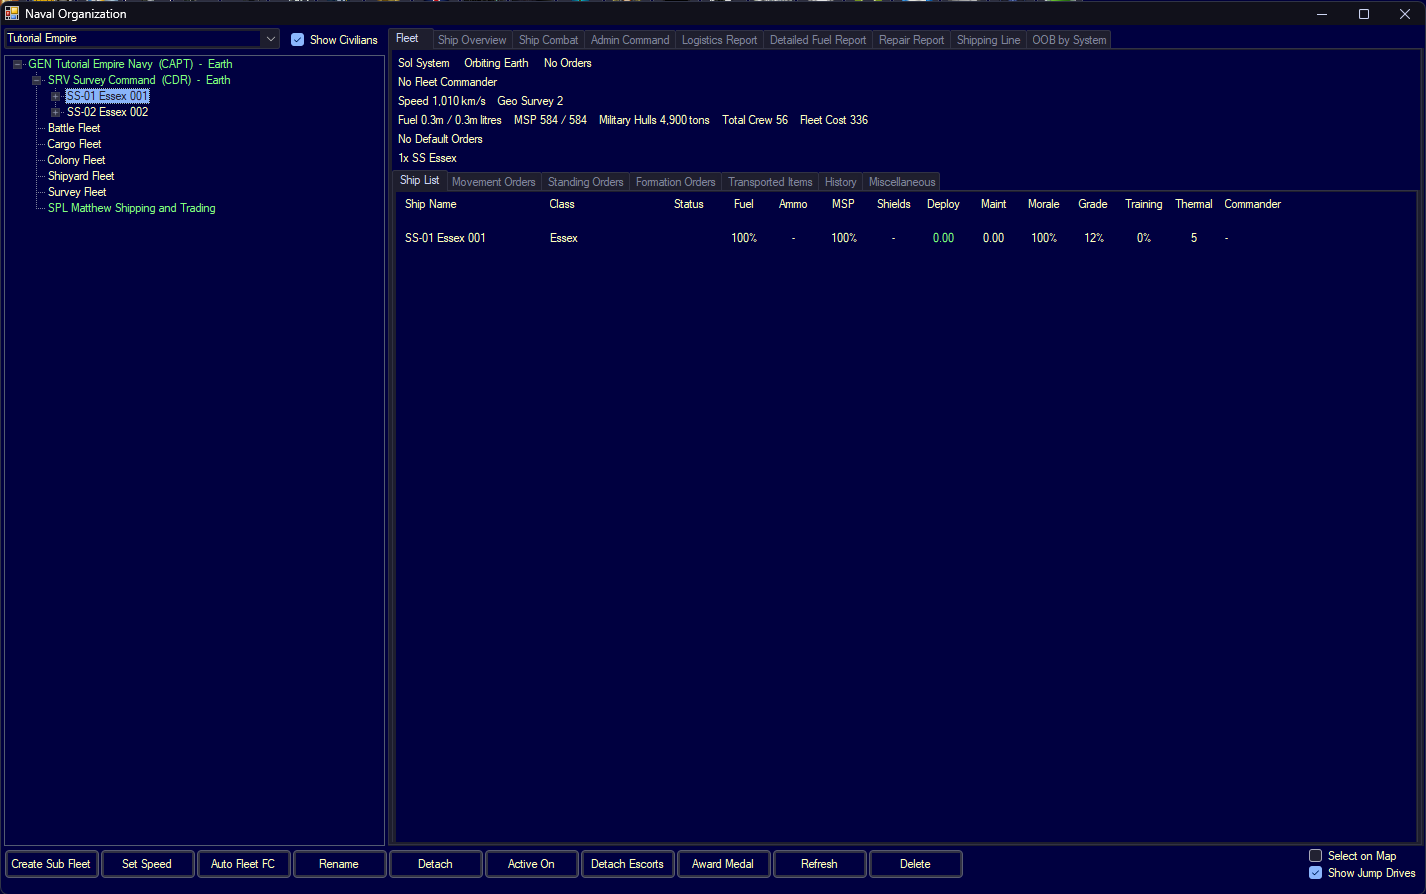 Naval Organization
Tutorial Empire
Show Civilians
GEN Tutorial Empire Navy (CAPT) - Earth
SRV Survey Command (CDR) - Earth
SS-01 Essex 001
SS-02 Essex 002
Battle Fleet
Cargo Fleet
Colony Fleet
Shipyard Fleet
Survey Fleet
SPL Matthew Shipping and Trading
Fleet Ship Overview Ship Combat Admin Command Logistics Report Detailed Fuel Report Repair Report Shipping Line OOB by System
Sol System Orbiting Earth No Orders
No Fleet Commander
Speed 1,010 km/s Geo Survey 2
Fuel 0.3m / 0.3m litres MSP 584 / 584 Military Hulls 4,900 tons Total Crew 56 Fleet Cost 336
No Default Orders
1x SS Essex
Ship List Movement Orders Standing Orders Formation Orders Transported Items History Miscellaneous
Ship Name Class Status Fuel Ammo MSP Shields Deploy Maint Morale Grade Training Thermal Commander
SS-01 Essex 001 Essex 100% - 100% - 0.00 0.00 100% 12% 0% 5 -
Create Sub Fleet Set Speed Auto Fleet FC Rename Detach Active On Detach Escorts Award Medal Refresh Delete
Select on Map
Show Jump Drives